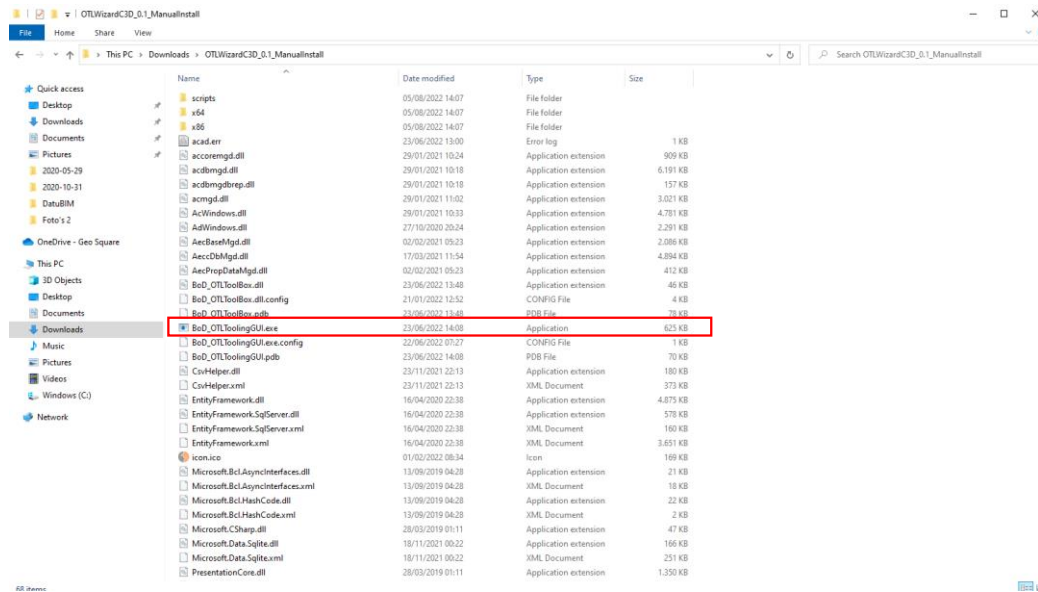 OTLWizardC3D_0.1_ManualInstall
File Home Share View
This PC > Downloads > OTLWizardC3D_0.1_ManualInstall
Search OTLWizardC3D_0.1_ManualInstall
Quick access
Desktop
Downloads
Documents
Pictures
2020-05-29
2020-10-31
DatuBIM
Foto's 2
OneDrive - Geo Square
This PC
3D Objects
Desktop
Documents
Downloads
Music
Pictures
Videos
Windows (C:)
Network
Name Date modified Type Size
scripts 05/08/2022 14:07 File folder
x64 05/08/2022 14:07 File folder
x86 05/08/2022 14:07 File folder
acad.err 23/06/2022 13:00 Error log 1 KB
accoremgd.dll 29/01/2021 10:24 Application extension 909 KB
acdbmgd.dll 29/01/2021 10:18 Application extension 6.191 KB
acdbmgdbrep.dll 29/01/2021 10:18 Application extension 157 KB
acmgd.dll 29/01/2021 11:02 Application extension 3.021 KB
AcWindows.dll 29/01/2021 10:33 Application extension 4.781 KB
AdWindows.dll 27/10/2020 20:24 Application extension 2.291 KB
AecBaseMgd.dll 02/02/2021 05:23 Application extension 2.086 KB
AeccDbMgd.dll 17/03/2021 11:54 Application extension 4.894 KB
AecPropDataMgd.dll 02/02/2021 05:23 Application extension 412 KB
BoD_OTLToolBox.dll 23/06/2022 13:48 Application extension 46 KB
BoD_OTLToolBox.dll.config 21/01/2022 12:52 CONFIG File 4 KB
BoD_OTLToolBox.pdb 23/06/2022 13:48 PDB File 78 KB
BoD_OTLToolingGUI.exe 23/06/2022 14:08 Application 625 KB
BoD_OTLToolingGUI.exe.config 22/06/2022 07:27 CONFIG File 1 KB
BoD_OTLToolingGUI.pdb 23/06/2022 14:08 PDB File 70 KB
CsvHelper.dll 23/11/2021 22:13 Application extension 180 KB
CsvHelper.xml 23/11/2021 22:13 XML Document 373 KB
EntityFramework.dll 16/04/2020 22:38 Application extension 4.875 KB
EntityFramework.SqlServer.dll 16/04/2020 22:38 Application extension 578 KB
EntityFramework.SqlServer.xml 16/04/2020 22:38 XML Document 160 KB
EntityFramework.xml 16/04/2020 22:38 XML Document 3.651 KB
icon.ico 01/02/2022 08:34 Icon 169 KB
Microsoft.Bcl.AsyncInterfaces.dll 13/09/2019 04:28 Application extension 21 KB
Microsoft.Bcl.AsyncInterfaces.xml 13/09/2019 04:28 XML Document 18 KB
Microsoft.Bcl.HashCode.dll 13/09/2019 04:28 Application extension 22 KB
Microsoft.Bcl.HashCode.xml 13/09/2019 04:28 XML Document 2 KB
Microsoft.CSharp.dll 28/03/2019 01:11 Application extension 47 KB
Microsoft.Data.Sqlite.dll 18/11/2021 00:22 Application extension 166 KB
Microsoft.Data.Sqlite.xml 18/11/2021 00:22 XML Document 251 KB
PresentationCore.dll 28/03/2019 01:11 Application extension 1.350 KB
68 items